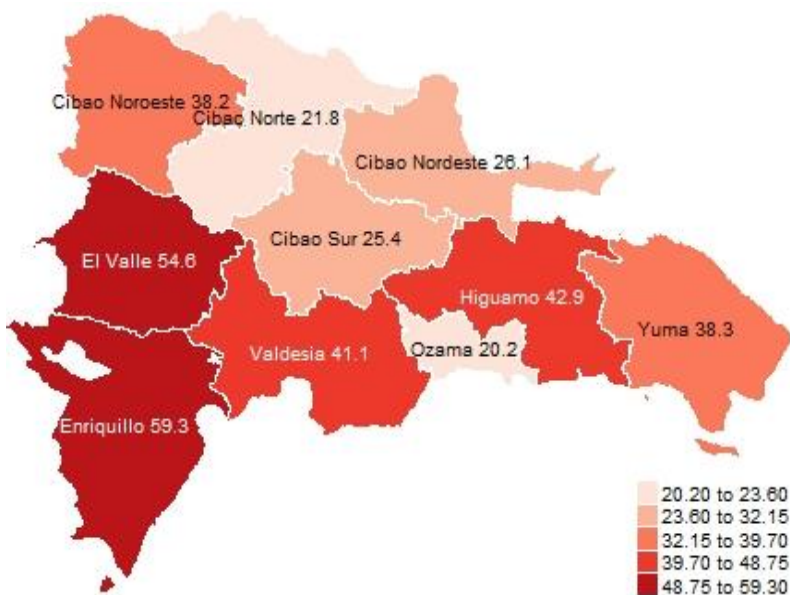 Cibao Noroeste 38.2
Cibao Norte 21.8
Cibao Nordeste 26.1
Cibao Sur 25.4
El Valle 54.6
Higuamo 42.9
Yuma 38.3
Valdesia 41.1
Ozama 20.2
Enriquillo 59.3
20.20 to 23.60
23.60 to 32.15
32.15 to 39.70
39.70 to 48.75
48.75 to 59.30